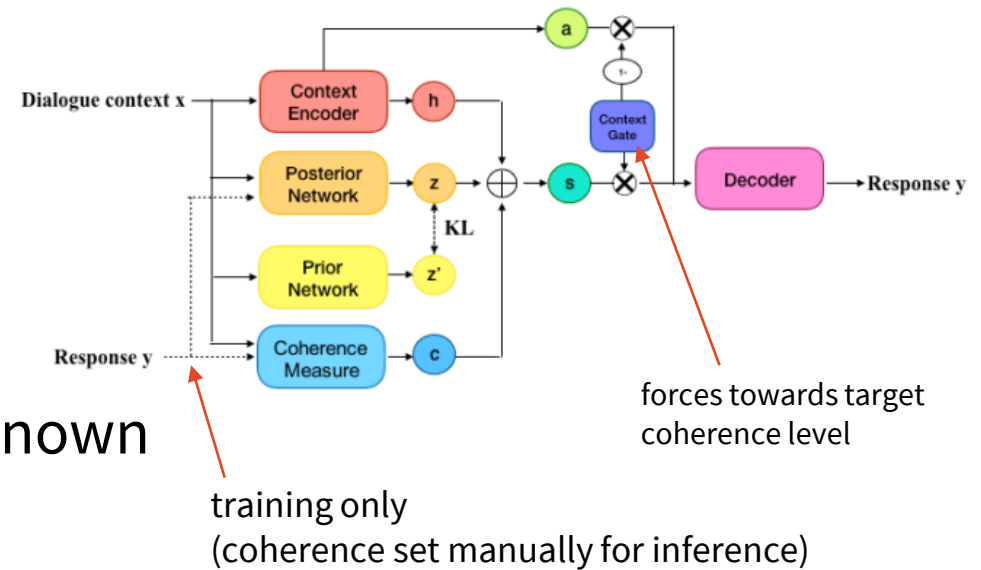 a
1-
Context
Encoder
h
Dialogue context x
Context
Gate
Posterior
Network
z
s
Decoder
Response y
KL
Prior
Network
z'
Coherence
Measure
c
Response y
forces towards target
coherence level
nown
training only
(coherence set manually for inference)